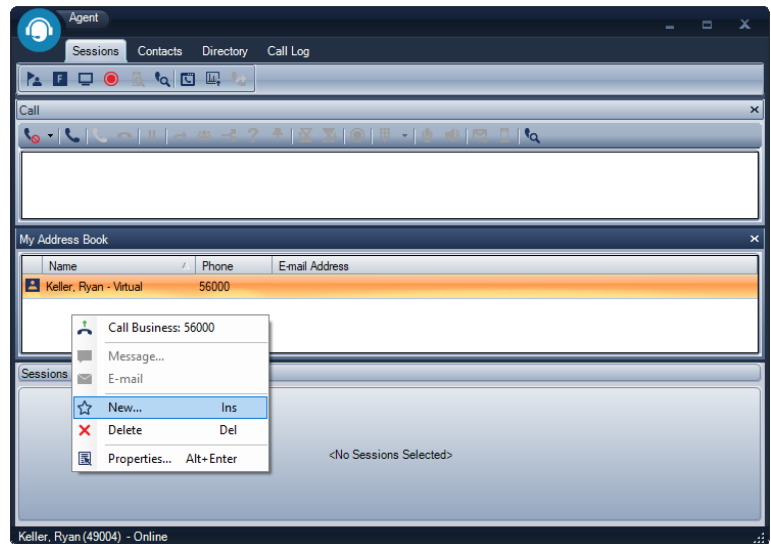 Agent
Sessions Contacts Directory Call Log
Call
My Address Book
Name Phone E-mail Address
Keller, Ryan - Virtual 56000
Call Business: 56000
Message...
E-mail
Sessions
New... Ins
Delete Del
Properties... Alt+Enter
<No Sessions Selected>
Keller, Ryan (49004) - Online